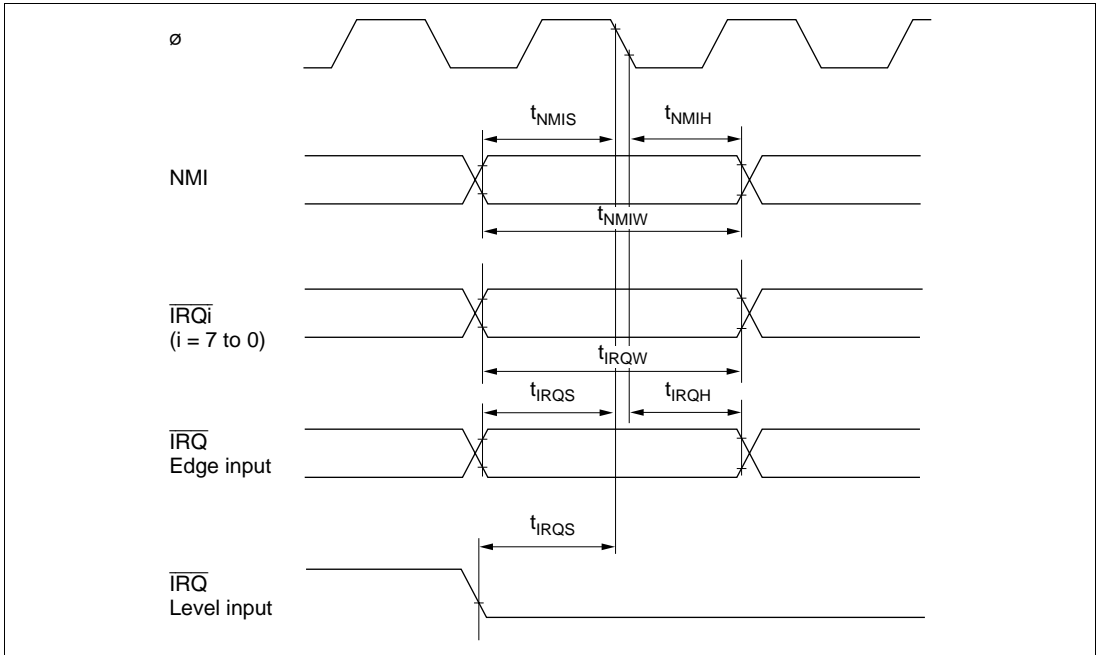 ø
tNMIS
tNMIH
NMI
tNMIW
IRQi
(i = 7 to 0)
tIRQW
tIRQS
tIRQH
IRQ
Edge input
tIRQS
IRQ
Level input